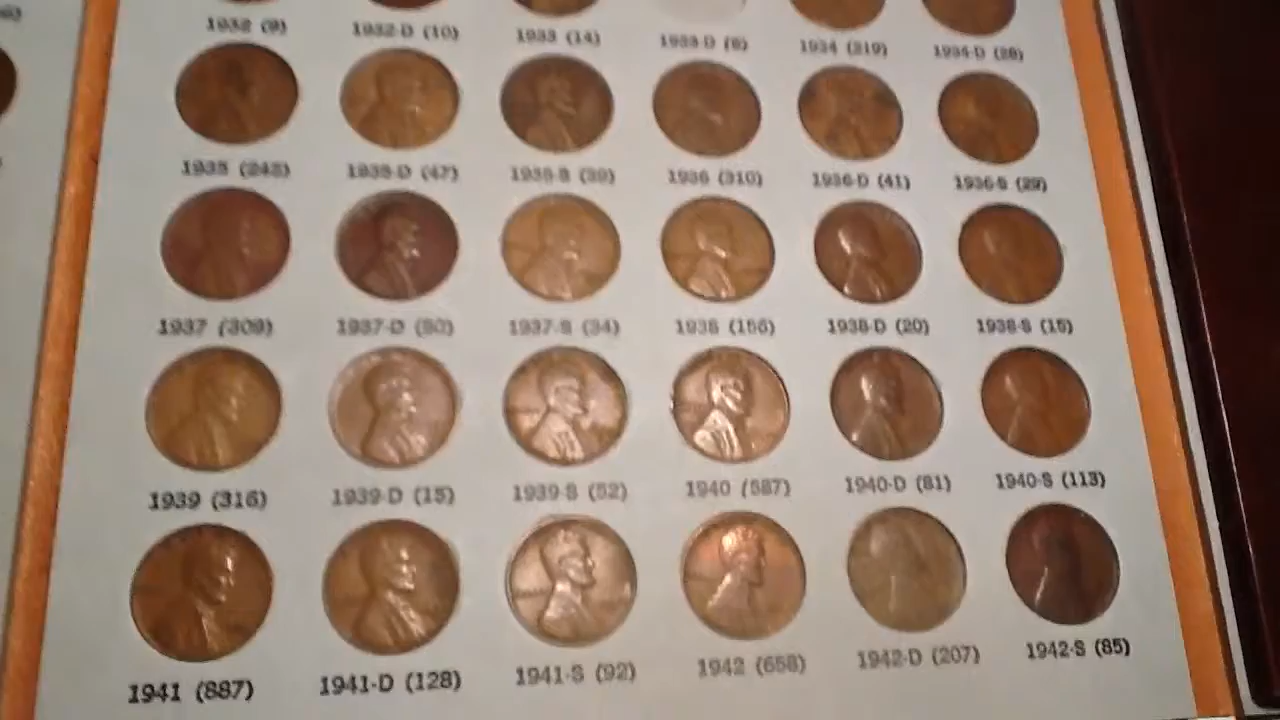 1932 (9) 1932-D (10) 1933 (14) 1933-D (6) 1934 (219) 1934-D (28)
1935 (245) 1935-D (47) 1935-S (39) 1936 (310) 1936-D (41) 1936-S (29)
1937 (309) 1937-D (50) 1937-S (34) 1938 (156) 1938-D (20) 1938-S (15)
1939 (316) 1939-D (15) 1939-S (52) 1940 (587) 1940-D (81) 1940-S (113)
1941 (887) 1941-D (128) 1941-S (92) 1942 (658) 1942-D (207) 1942-S (85)